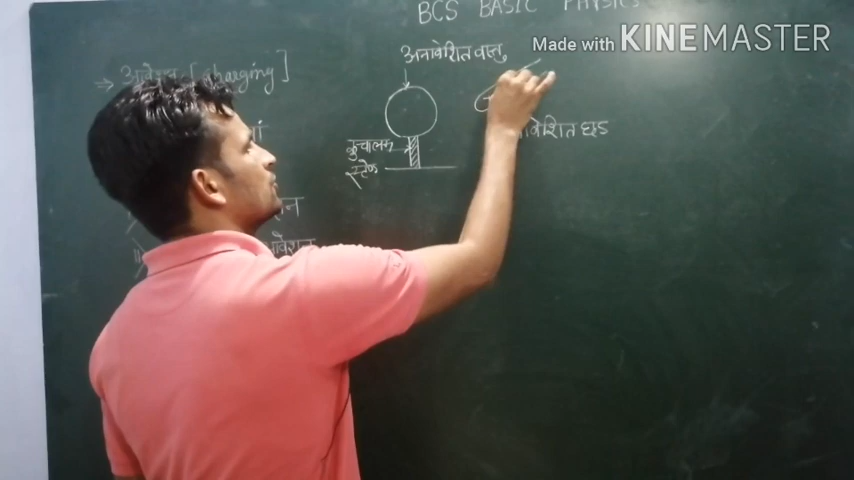 BCS BASIC PHYSICS
Made with KINEMASTER
→ आवेशन [charging]
अनावेशित वस्तु
कुचालक
स्टैण्ड
आवेशित छड